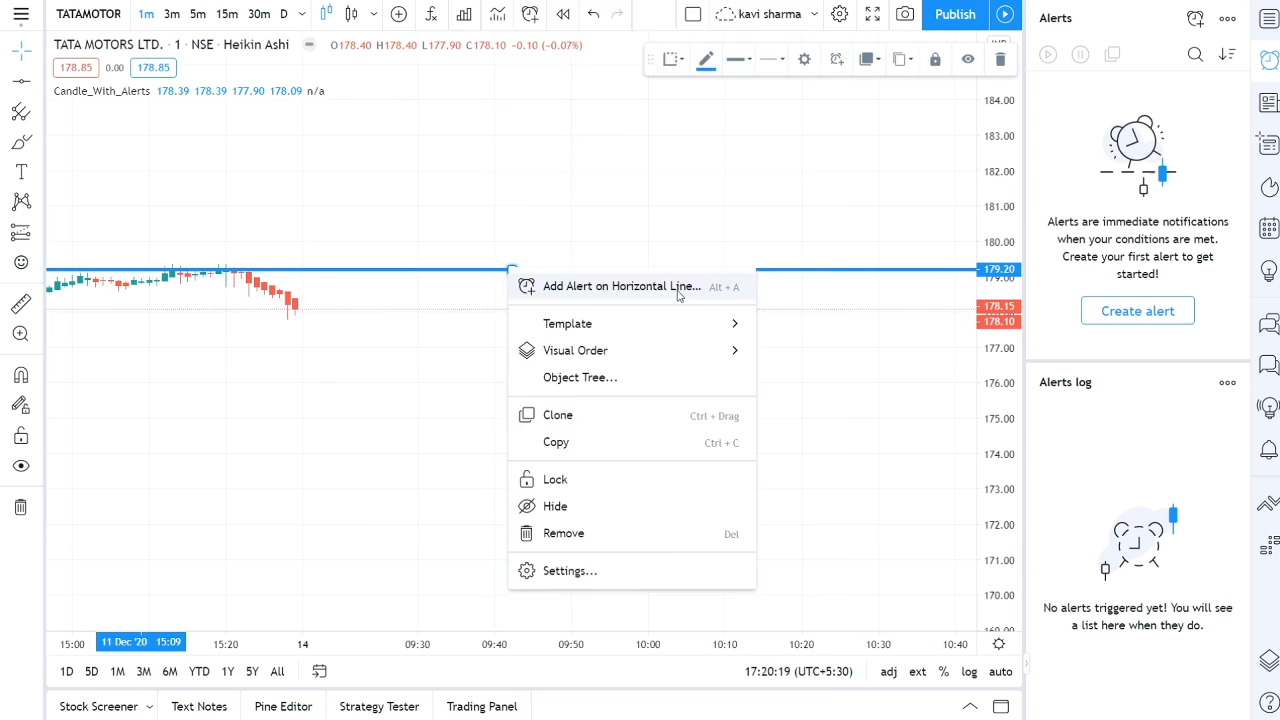 TATAMOTOR 1m 3m 5m 15m 30m D kavi sharma Publish
TATA MOTORS LTD. · 1 · NSE · Heikin Ashi O178.40 H178.40 L177.90 C178.10 -0.10 (-0.07%)
178.85 0.00 178.85
Candle_With_Alerts 178.39 178.39 177.90 178.09 n/a
184.00
183.00
182.00
181.00
180.00
179.20
179.00
178.15
178.10
177.00
176.00
175.00
174.00
173.00
172.00
171.00
170.00
169.00
Add Alert on Horizontal Line... Alt + A
Template
Visual Order
Object Tree...
Clone Ctrl + Drag
Copy Ctrl + C
Lock
Hide
Remove Del
Settings...
15:00 11 Dec '20 15:09 15:20 14 09:30 09:40 09:50 10:00 10:10 10:20 10:30 10:40
1D 5D 1M 3M 6M YTD 1Y 5Y All 17:20:19 (UTC+5:30) adj ext % log auto
Stock Screener Text Notes Pine Editor Strategy Tester Trading Panel
Alerts
Alerts are immediate notifications
when your conditions are met.
Create your first alert to get
started!
Create alert
Alerts log
No alerts triggered yet! You will see
a list here when they do.